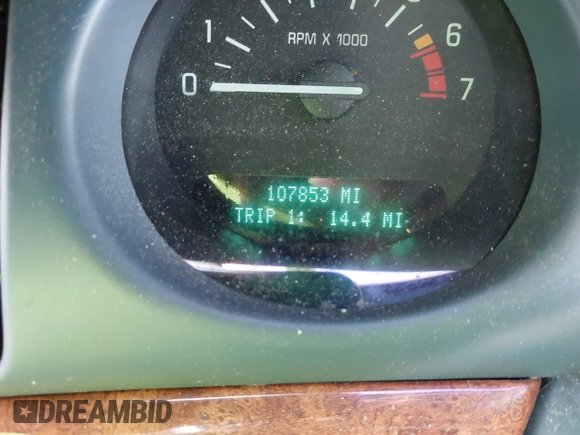 1
6
RPM X 1000
0
7
107853 MI
TRIP 1: 14.4 MI
DREAMBID